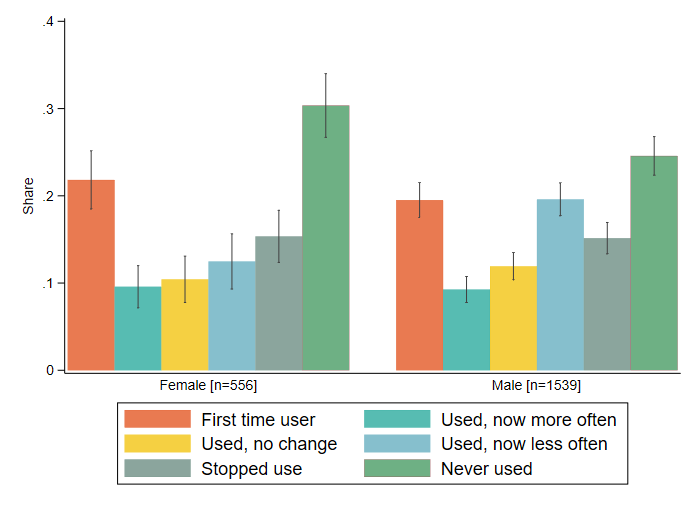 .4
.3
.2
.1
0
Share
Female [n=556]
Male [n=1539]
First time user
Used, now more often
Used, no change
Used, now less often
Stopped use
Never used